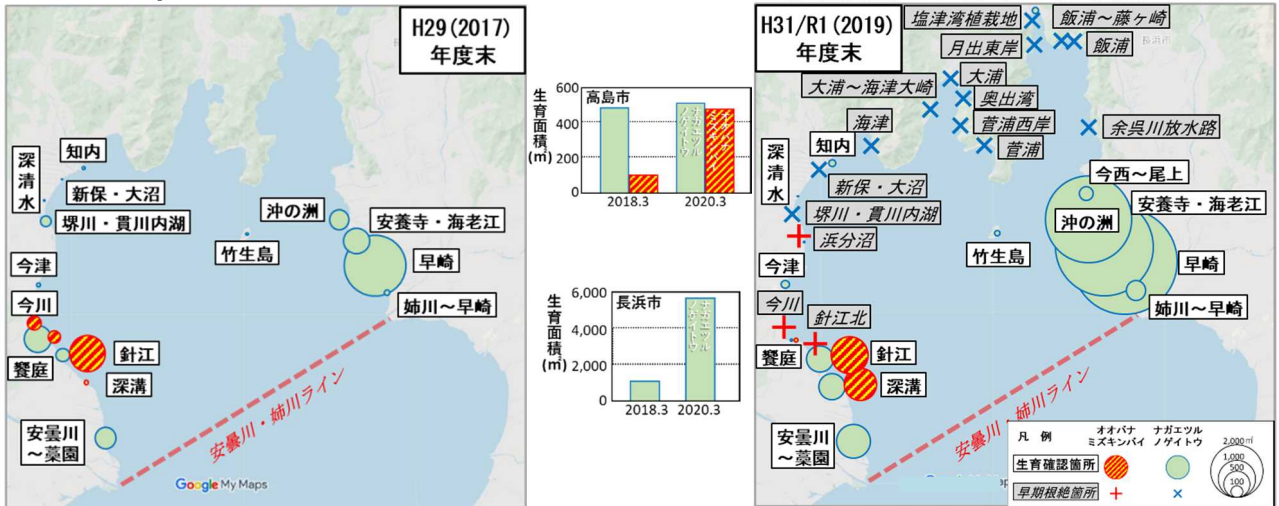 H29(2017)
年度末
知内
深清水
新保・大沼
堺川・貫川内湖
今津
今川
饗庭
針江
深溝
安曇川
～薬園
竹生島
沖の洲
安養寺・海老江
早崎
姉川～早崎
安曇川・姉川ライン
Google My Maps
高島市
生育面積(㎡)
600
400
200
0
2018.3
2020.3
ナガエツルノゲイトウ
オオバナミズキンバイ
長浜市
生育面積(㎡)
6,000
4,000
2,000
0
2018.3
2020.3
ナガエツルノゲイトウ
H31/R1(2019)
年度末
塩津湾植栽地
飯浦～藤ヶ崎
月出東岸
飯浦
長浜市
大浦～海津大崎
大浦
奥出湾
海津
菅浦西岸
菅浦
余呉川放水路
知内
深清水
新保・大沼
堺川・貫川内湖
浜分沼
今津
今川
針江北
饗庭
針江
深溝
安曇川
～薬園
竹生島
今西～尾上
安養寺・海老江
沖の洲
早崎
姉川～早崎
安曇川・姉川ライン
Google My Maps
凡 例
オオバナ
ミズキンバイ
ナガエツル
ノゲイトウ
生育確認箇所
早期根絶箇所
2,000㎡
1,000
500
100